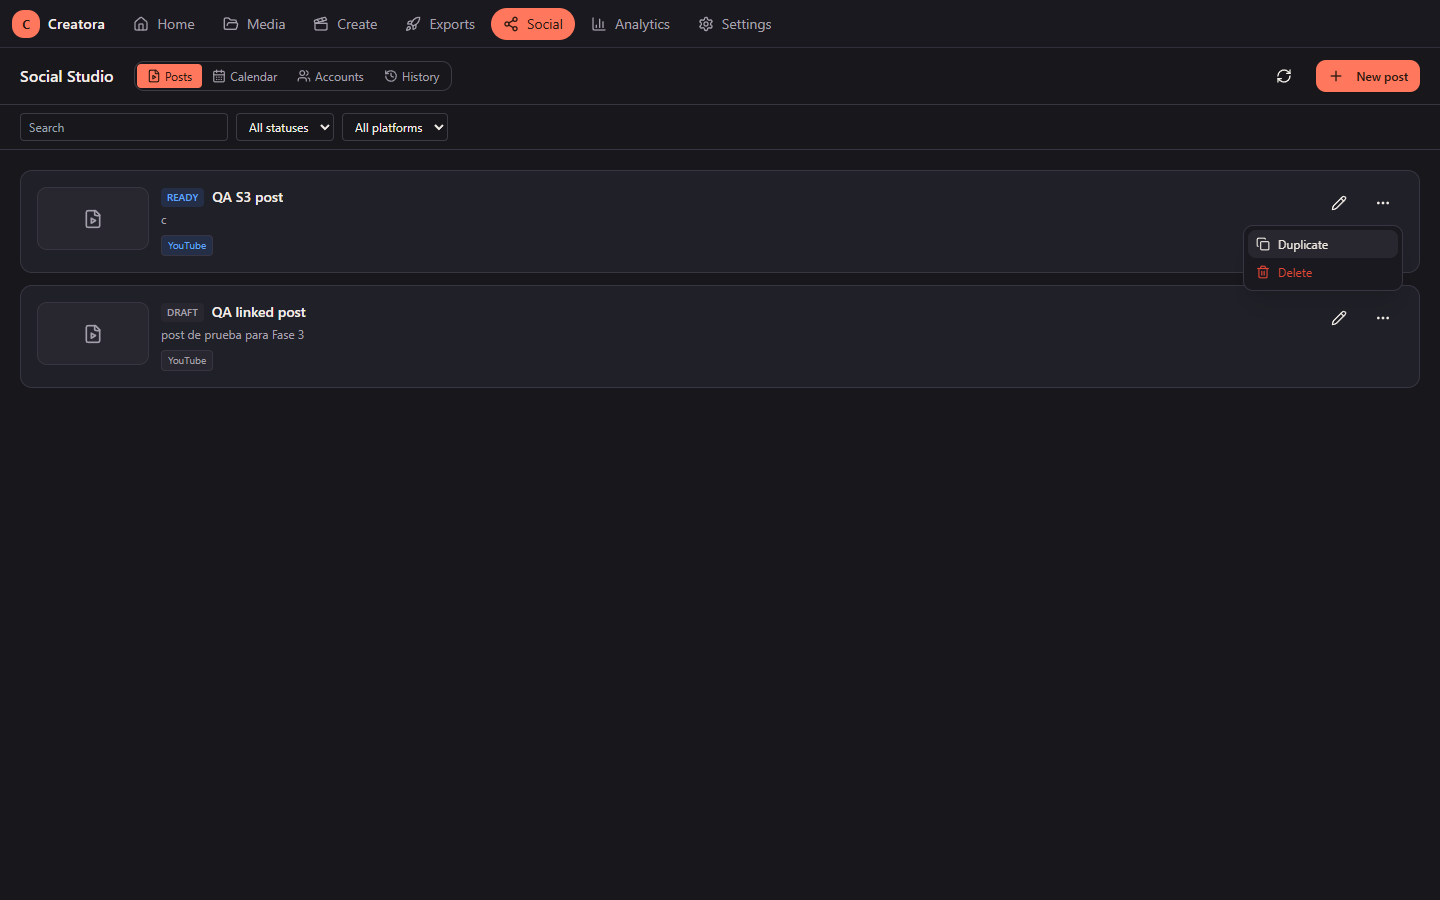 C Creatora Home Media Create Exports Social Analytics Settings
Social Studio Posts Calendar Accounts History New post
Search All statuses All platforms
READY QA S3 post
c
YouTube
Duplicate
Delete
DRAFT QA linked post
post de prueba para Fase 3
YouTube